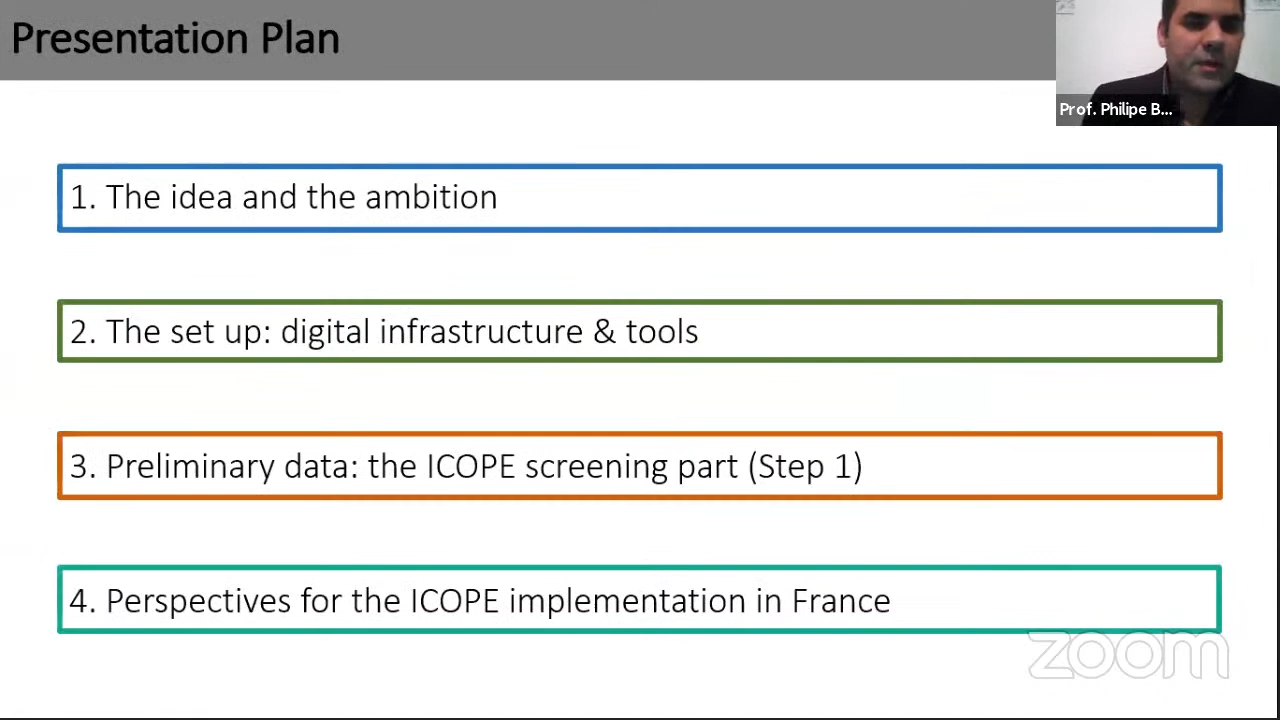 Presentation Plan
Prof. Philipe B...
1. The idea and the ambition
2. The set up: digital infrastructure & tools
3. Preliminary data: the ICOPE screening part (Step 1)
4. Perspectives for the ICOPE implementation in France
zoom